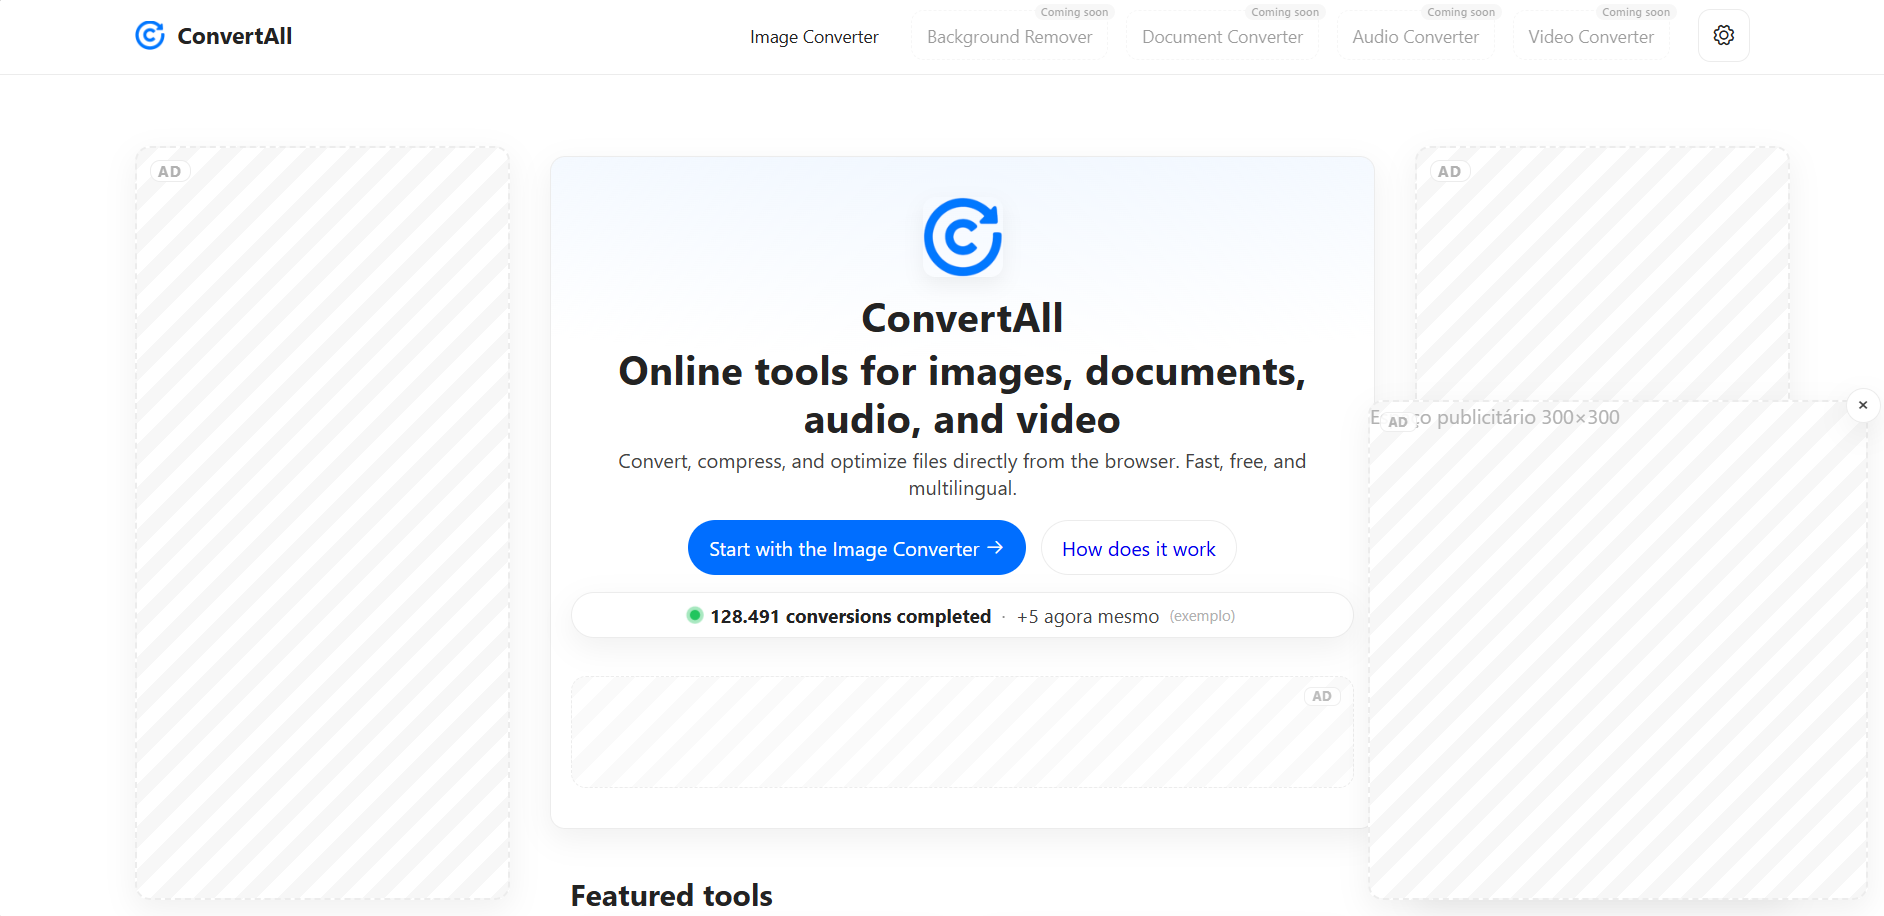 ConvertAll
Image Converter
Coming soon
Background Remover
Coming soon
Document Converter
Coming soon
Audio Converter
Coming soon
Video Converter
AD
ConvertAll
Online tools for images, documents,
audio, and video
Convert, compress, and optimize files directly from the browser. Fast, free, and
multilingual.
Start with the Image Converter →
How does it work
128.491 conversions completed · +5 agora mesmo (exemplo)
AD
Featured tools
AD
AD
publicitário 300×300
×